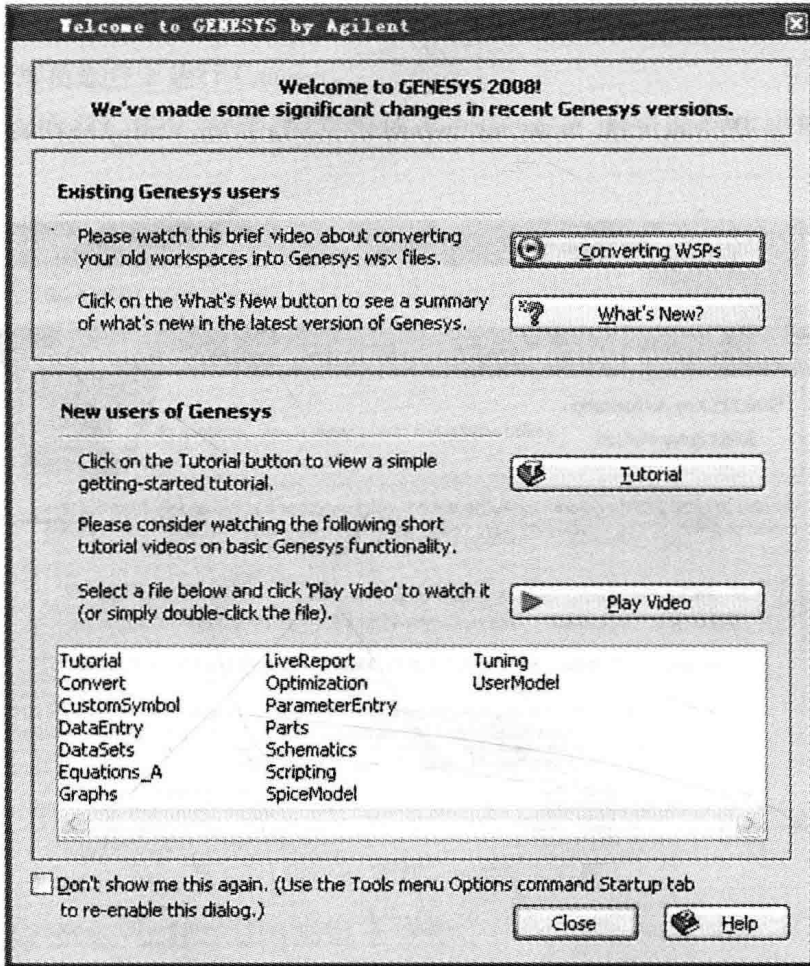 Welcome to GENESYS by Agilent
Welcome to GENESYS 2008!
We've made some significant changes in recent Genesys versions.
Existing Genesys users
Please watch this brief video about converting
your old workspaces into Genesys wsx files.
Converting WSPs
Click on the What's New button to see a summary
of what's new in the latest version of Genesys.
What's New?
New users of Genesys
Click on the Tutorial button to view a simple
getting-started tutorial.
Tutorial
Please consider watching the following short
tutorial videos on basic Genesys functionality.
Select a file below and click 'Play Video' to watch it
(or simply double-click the file).
Play Video
Tutorial
Convert
CustomSymbol
DataEntry
DataSets
Equations_A
Graphs
LiveReport
Optimization
ParameterEntry
Parts
Schematics
Scripting
SpiceModel
Tuning
UserModel
Don't show me this again. (Use the Tools menu Options command Startup tab
to re-enable this dialog.)
Close
Help